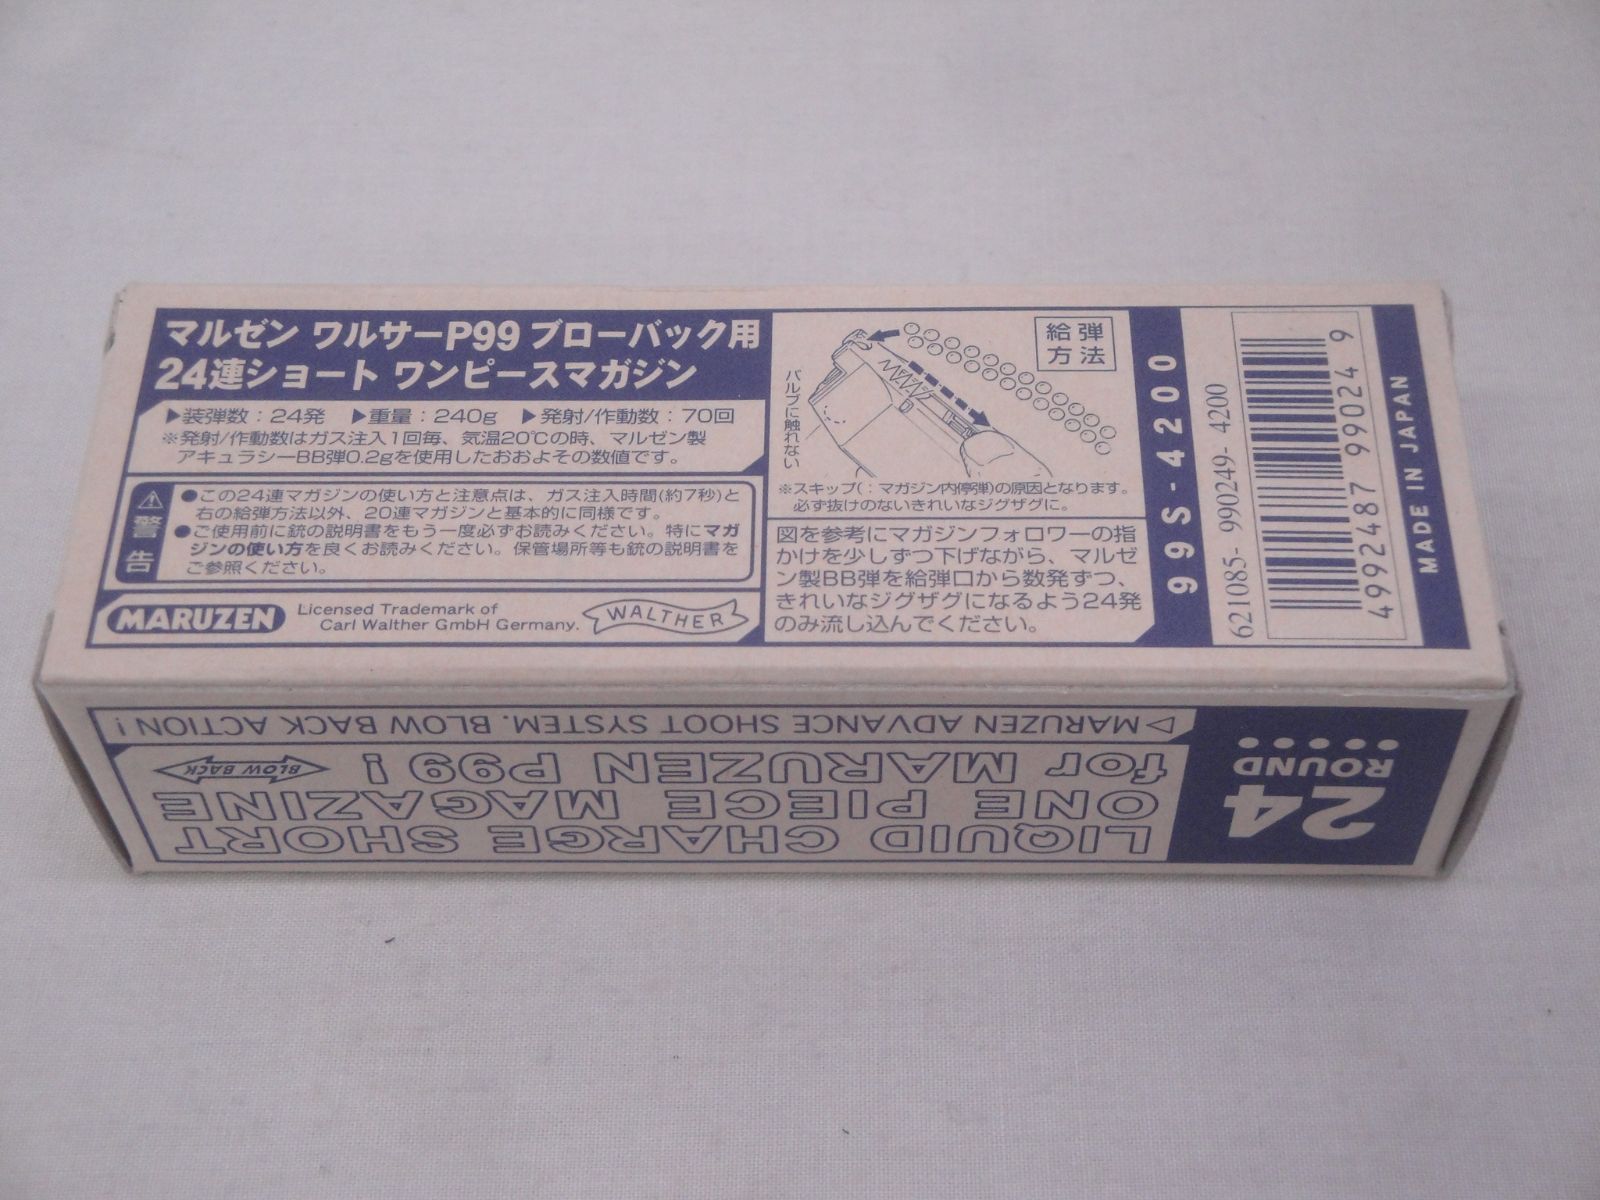 マルゼン ワルサーP99 ブローバック用
24連ショート ワンピースマガジン
▶装弾数：24発 ▶重量：240g ▶発射/作動数：70回
※発射/作動数はガス注入1回毎、気温20℃の時、マルゼン製
アキュラシーBB弾0.2gを使用したおおよその数値です。
警告
●この24連マガジンの使い方と注意点は、ガス注入時間(約7秒)と
右の給弾方法以外、20連マガジンと基本的に同様です。
●ご使用前に銃の説明書をもう一度必ずお読みください。特にマガ
ジンの使い方を良くお読みください。保管場所等も銃の説明書を
ご参照ください。
MARUZEN
Licensed Trademark of
Carl Walther GmbH Germany.
WALTHER
給弾
方法
バルブに触れない
※スキップ(：マガジン内停弾)の原因となります。
必ず抜けのないきれいなジグザグに。
図を参考にマガジンフォロワーの指
かけを少しずつ下げながら、マルゼ
ン製BB弾を給弾口から数発ずつ、
きれいなジグザグになるよう24発
のみ流し込んでください。
99S-4200
621085- 990249- 4200
4992487 990249
MADE IN JAPAN
24
ROUND
LIQUID CHARGE SHORT
ONE PIECE MAGAZINE
for MARUZEN P99 !
BLOW BACK
▷MARUZEN ADVANCE SHOOT SYSTEM. BLOW BACK ACTION !